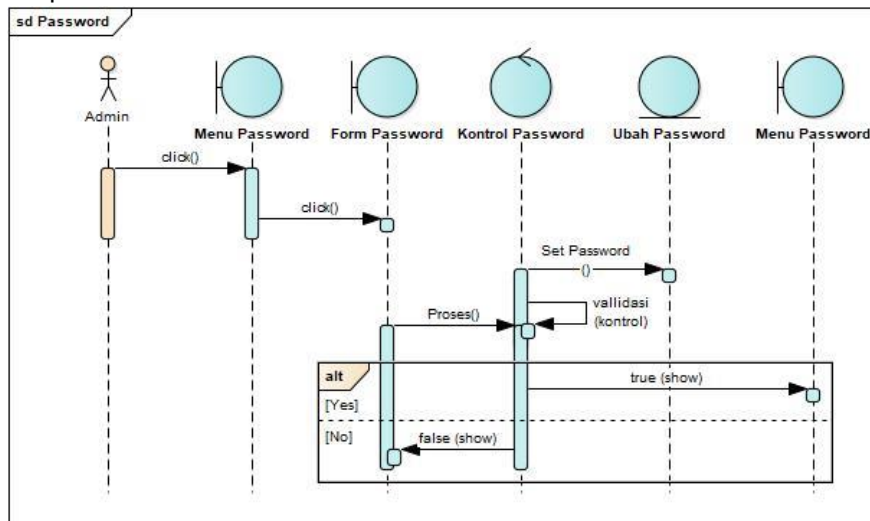 sd Password
Admin
Menu Password
Form Password
Kontrol Password
Ubah Password
Menu Password
click()
click()
Set Password
()
vallidasi
(kontrol)
Proses()
alt
true (show)
[Yes]
[No]
false (show)